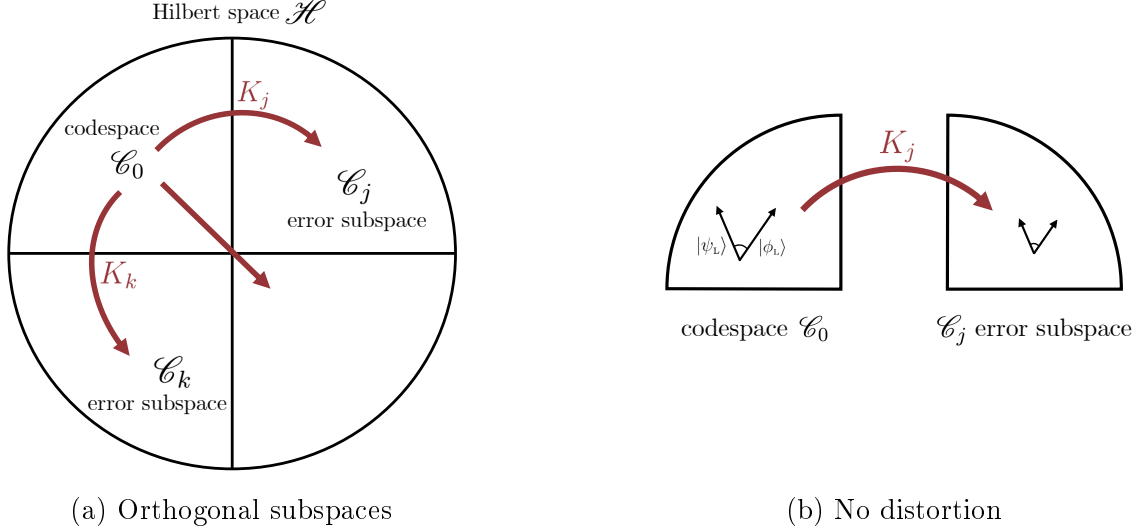 Hilbert space ℋ
K_j
codespace
𝒞_0
𝒞_j
error subspace
K_k
𝒞_k
error subspace
(a) Orthogonal subspaces
K_j
|ψ_L⟩ |ϕ_L⟩
codespace 𝒞_0
𝒞_j error subspace
(b) No distortion